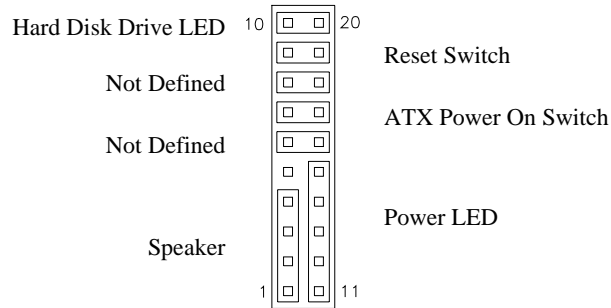 Hard Disk Drive LED 10 20
Reset Switch
Not Defined
ATX Power On Switch
Not Defined
Power LED
Speaker
1 11